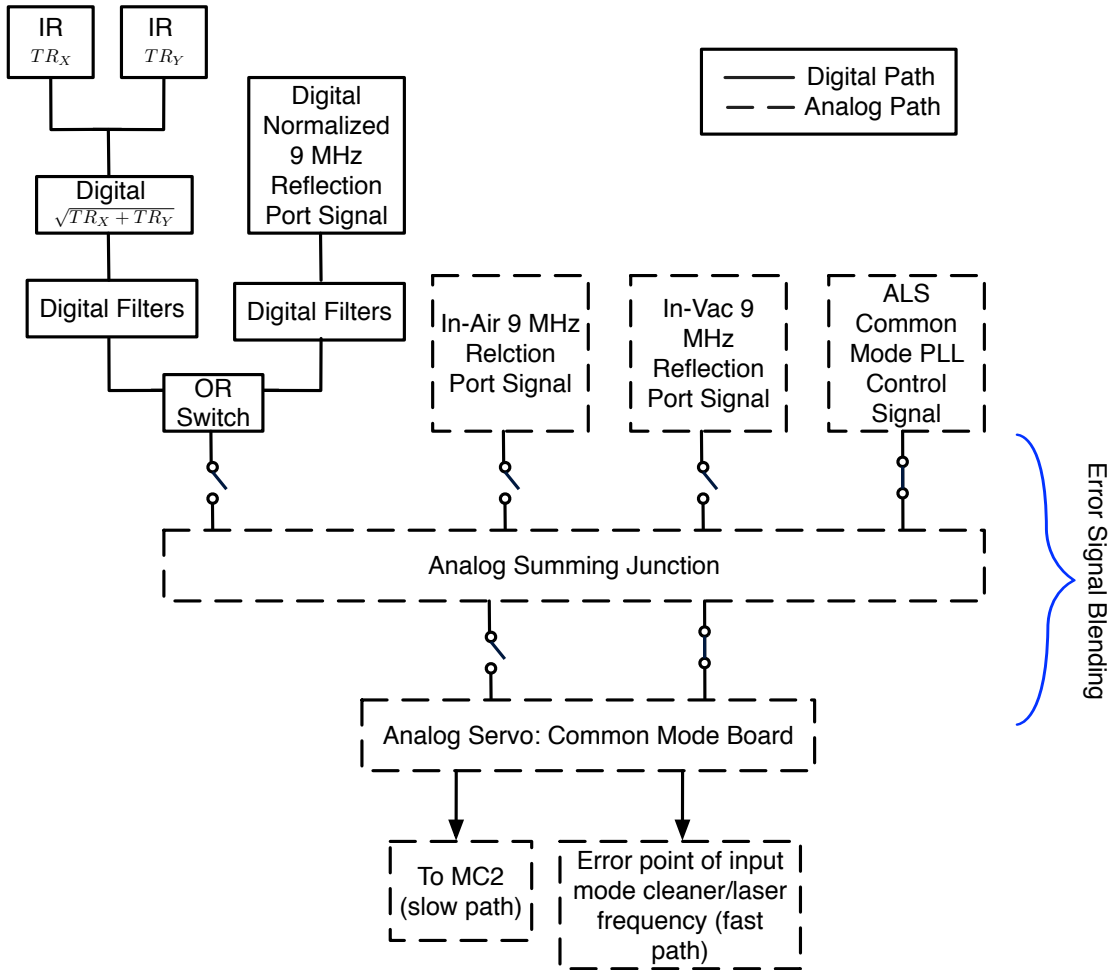 IR
TR_X
IR
TR_Y
Digital Path
Analog Path
Digital
Normalized
9 MHz
Reflection
Port Signal
Digital
√TR_X + TR_Y
Digital Filters
Digital Filters
In-Air 9 MHz
Relction
Port Signal
In-Vac 9
MHz
Reflection
Port Signal
ALS
Common
Mode PLL
Control
Signal
OR
Switch
Error Signal Blending
Analog Summing Junction
Analog Servo: Common Mode Board
To MC2
(slow path)
Error point of input
mode cleaner/laser
frequency (fast
path)